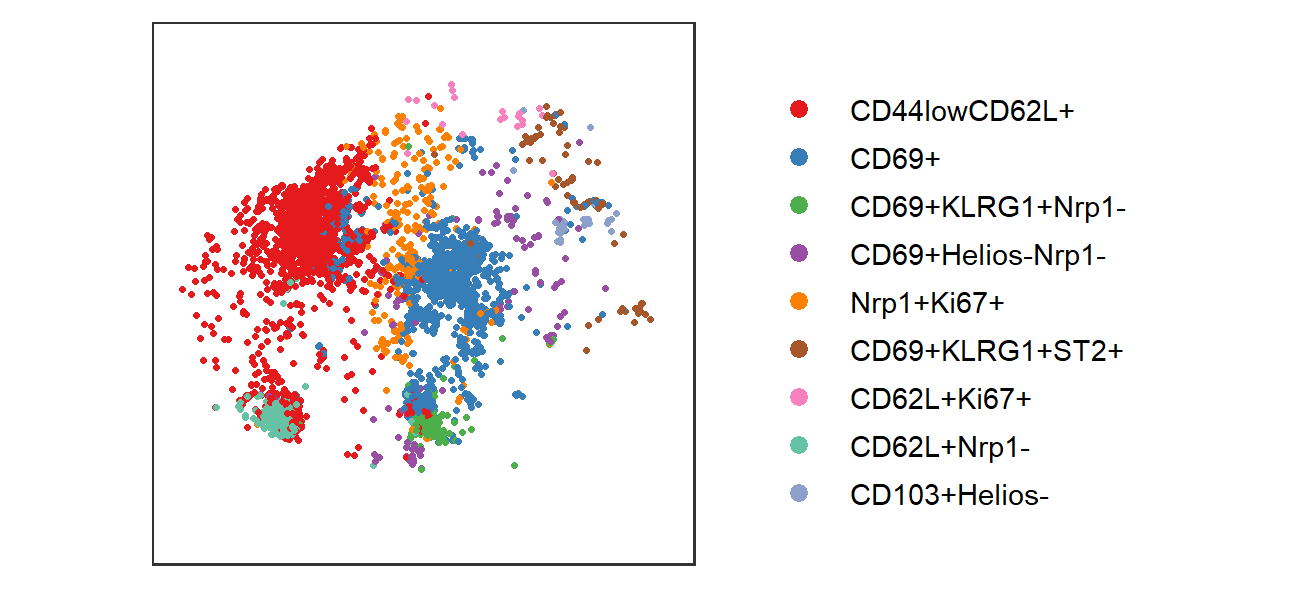 CD44lowCD62L+
CD69+
CD69+KLRG1+Nrp1-
CD69+Helios-Nrp1-
Nrp1+Ki67+
CD69+KLRG1+ST2+
CD62L+Ki67+
CD62L+Nrp1-
CD103+Helios-